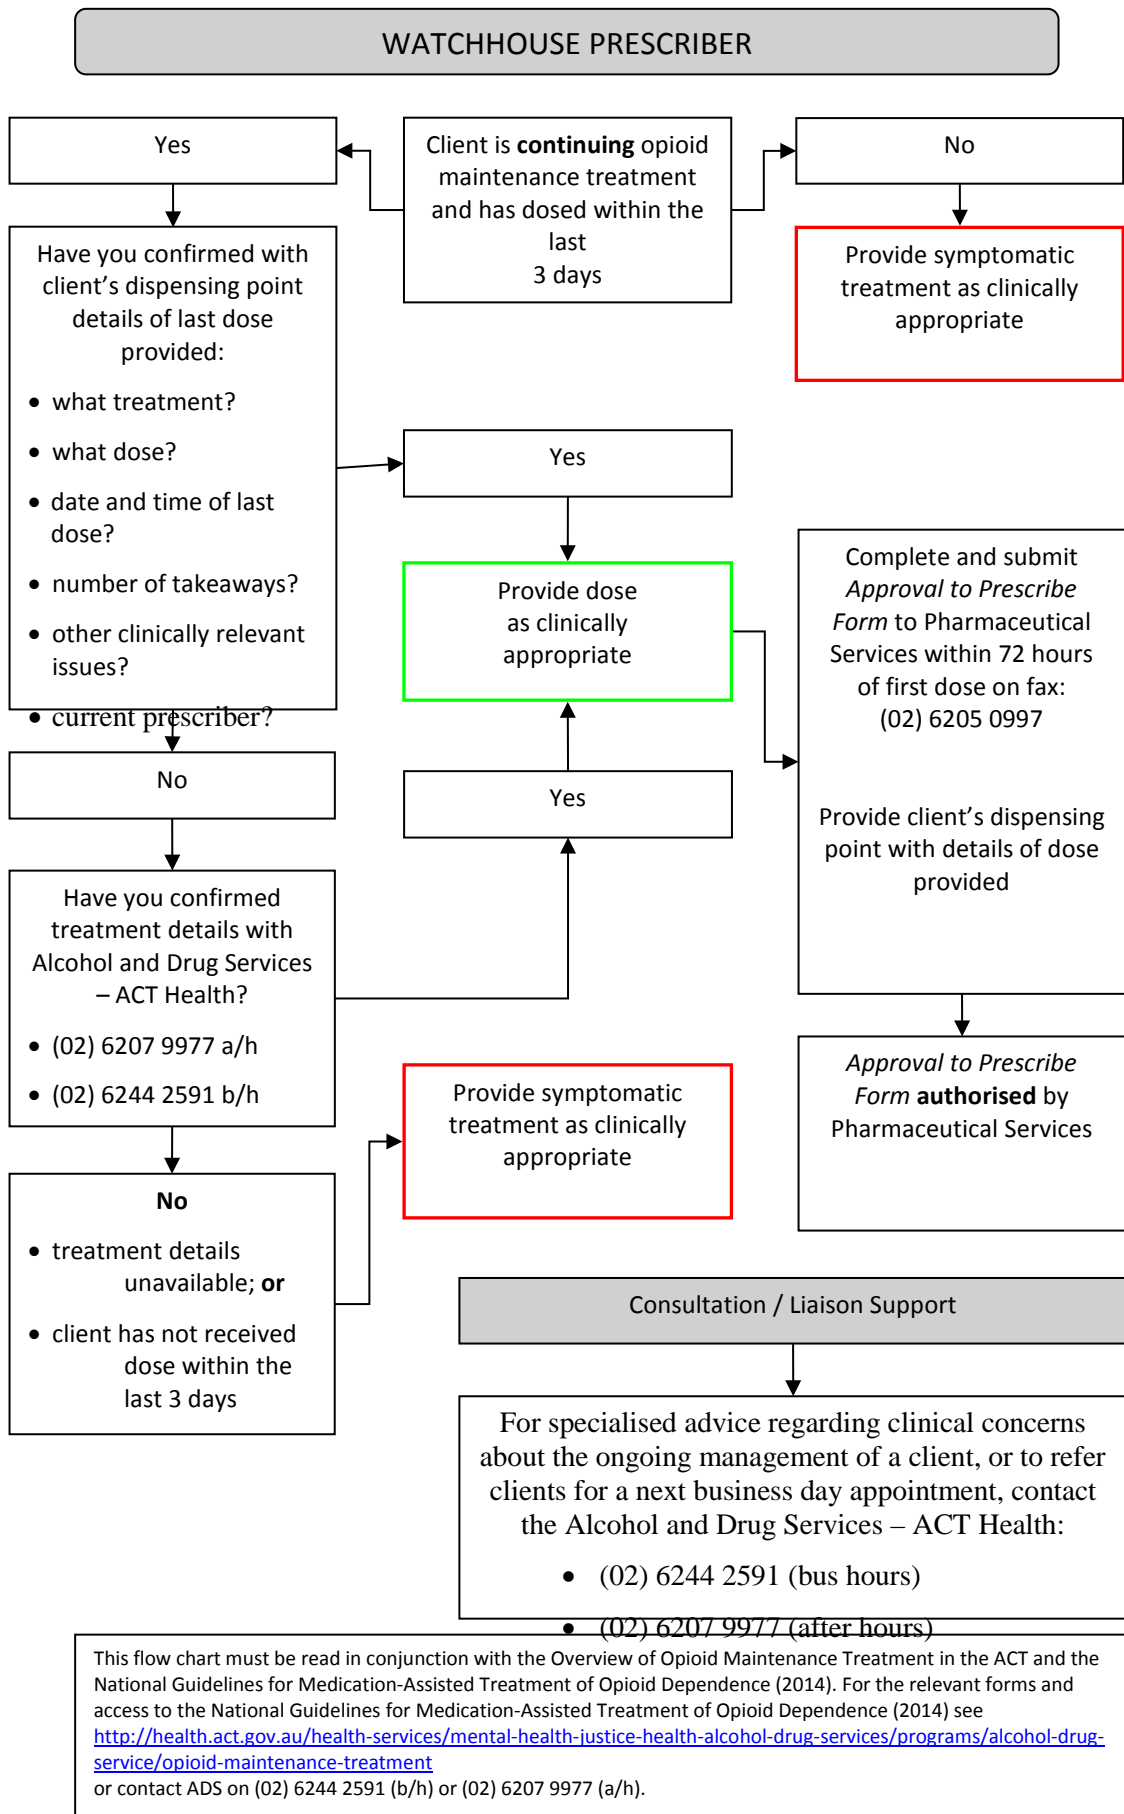 WATCHHOUSE PRESCRIBER
Yes
Client is continuing opioid
maintenance treatment
and has dosed within the
last
3 days
No
Have you confirmed with
client’s dispensing point
details of last dose
provided:
• what treatment?
• what dose?
• date and time of last
dose?
• number of takeaways?
• other clinically relevant
issues?
• current prescriber?
Provide symptomatic
treatment as clinically
appropriate
Yes
Provide dose
as clinically
appropriate
Complete and submit
Approval to Prescribe
Form to Pharmaceutical
Services within 72 hours
of first dose on fax:
(02) 6205 0997
Provide client’s dispensing
point with details of dose
provided
No
Yes
Have you confirmed
treatment details with
Alcohol and Drug Services
– ACT Health?
• (02) 6207 9977 a/h
• (02) 6244 2591 b/h
Provide symptomatic
treatment as clinically
appropriate
Approval to Prescribe
Form authorised by
Pharmaceutical Services
No
• treatment details
unavailable; or
• client has not received
dose within the
last 3 days
Consultation / Liaison Support
For specialised advice regarding clinical concerns
about the ongoing management of a client, or to refer
clients for a next business day appointment, contact
the Alcohol and Drug Services – ACT Health:
• (02) 6244 2591 (bus hours)
• (02) 6207 9977 (after hours)
This flow chart must be read in conjunction with the Overview of Opioid Maintenance Treatment in the ACT and the
National Guidelines for Medication-Assisted Treatment of Opioid Dependence (2014). For the relevant forms and
access to the National Guidelines for Medication-Assisted Treatment of Opioid Dependence (2014) see
http://health.act.gov.au/health-services/mental-health-justice-health-alcohol-drug-services/programs/alcohol-drug-
service/opioid-maintenance-treatment
or contact ADS on (02) 6244 2591 (b/h) or (02) 6207 9977 (a/h).